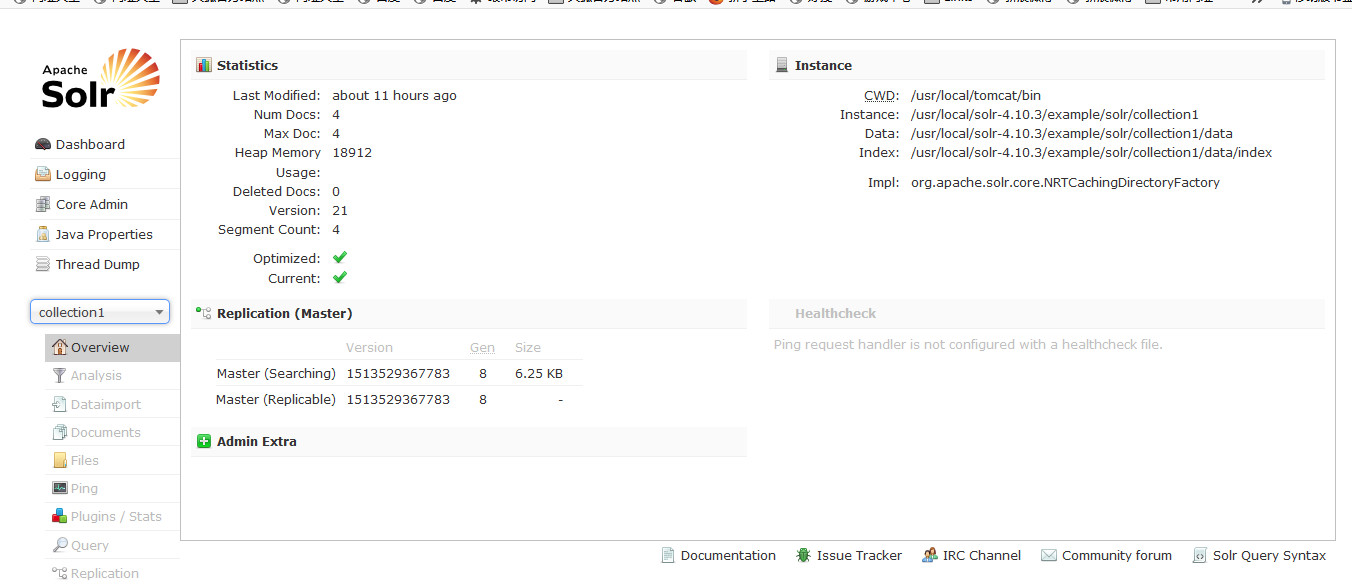 Apache
Solr
Dashboard
Logging
Core Admin
Java Properties
Thread Dump
collection1
Overview
Analysis
Dataimport
Documents
Files
Ping
Plugins / Stats
Query
Replication
Statistics
Last Modified: about 11 hours ago
Num Docs: 4
Max Doc: 4
Heap Memory Usage: 18912
Deleted Docs: 0
Version: 21
Segment Count: 4
Optimized:
Current:
Instance
CWD: /usr/local/tomcat/bin
Instance: /usr/local/solr-4.10.3/example/solr/collection1
Data: /usr/local/solr-4.10.3/example/solr/collection1/data
Index: /usr/local/solr-4.10.3/example/solr/collection1/data/index
Impl: org.apache.solr.core.NRTCachingDirectoryFactory
Replication (Master)
Version Gen Size
Master (Searching) 1513529367783 8 6.25 KB
Master (Replicable) 1513529367783 8 -
Healthcheck
Ping request handler is not configured with a healthcheck file.
Admin Extra
Documentation Issue Tracker IRC Channel Community forum Solr Query Syntax